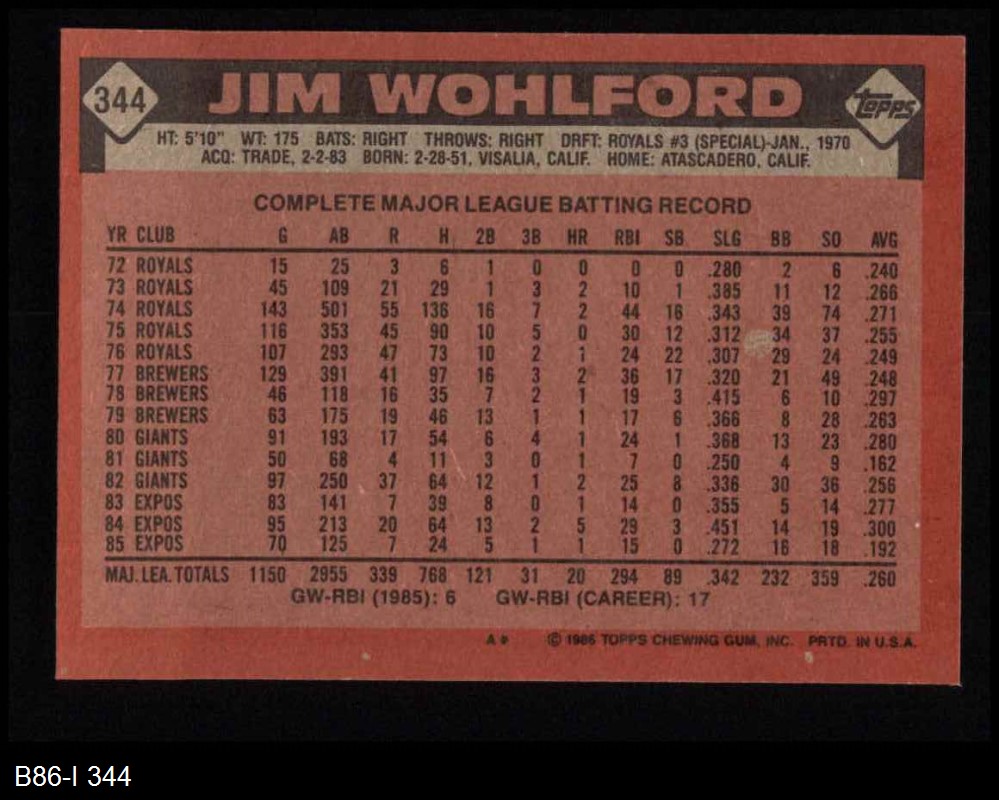 344 JIM WOHLFORD Topps
HT: 5'10" WT: 175 BATS: RIGHT THROWS: RIGHT DRFT: ROYALS #3 (SPECIAL)-JAN., 1970
ACQ: TRADE, 2-2-83 BORN: 2-28-51, VISALIA, CALIF. HOME: ATASCADERO, CALIF.
COMPLETE MAJOR LEAGUE BATTING RECORD
YR CLUB G AB R H 2B 3B HR RBI SB SLG BB SO AVG
72 ROYALS 15 25 3 6 1 0 0 0 0 .280 2 6 .240
73 ROYALS 45 109 21 29 1 3 2 10 1 .385 11 12 .266
74 ROYALS 143 501 55 136 16 7 2 44 16 .343 39 74 .271
75 ROYALS 116 353 45 90 10 5 0 30 12 .312 34 37 .255
76 ROYALS 107 293 47 73 10 2 1 24 22 .307 29 24 .249
77 BREWERS 129 391 41 97 16 3 2 36 17 .320 21 49 .248
78 BREWERS 46 118 16 35 7 2 1 19 3 .415 6 10 .297
79 BREWERS 63 175 19 46 13 1 1 17 6 .366 8 28 .263
80 GIANTS 91 193 17 54 6 4 1 24 1 .368 13 23 .280
81 GIANTS 50 68 4 11 3 0 1 7 0 .250 4 9 .162
82 GIANTS 97 250 37 64 12 1 2 25 8 .336 30 36 .256
83 EXPOS 83 141 7 39 8 0 1 14 0 .355 5 14 .277
84 EXPOS 95 213 20 64 13 2 5 29 3 .451 14 19 .300
85 EXPOS 70 125 7 24 5 1 1 15 0 .272 16 18 .192
MAJ. LEA. TOTALS 1150 2955 339 768 121 31 20 294 89 .342 232 359 .260
GW-RBI (1985): 6 GW-RBI (CAREER): 17
A * © 1986 TOPPS CHEWING GUM, INC. PRTD. IN U.S.A.
B86-I 344